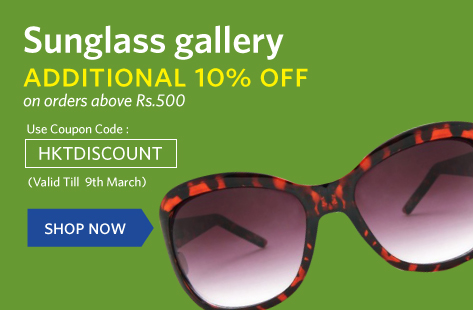 Sunglass gallery
ADDITIONAL 10% OFF
on orders above Rs.500
Use Coupon Code :
HKTDISCOUNT
(Valid Till 9th March)
SHOP NOW